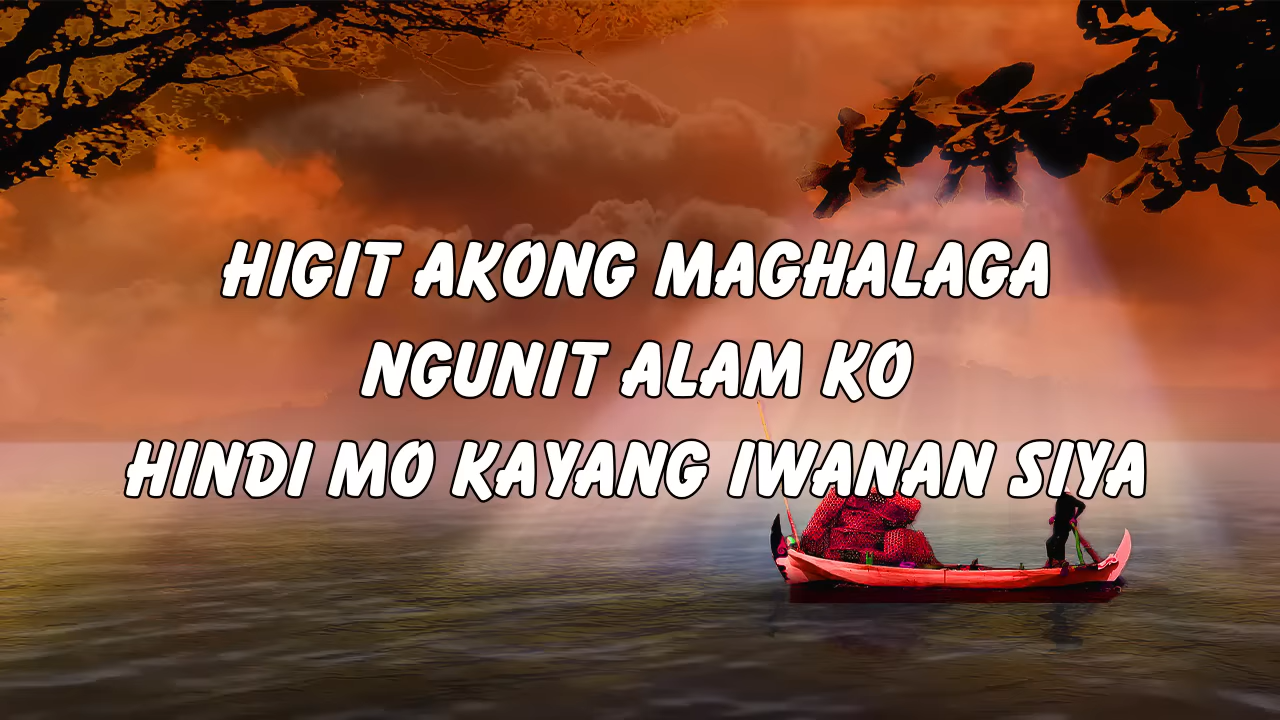 HIGIT AKONG MAGHALAGA
NGUNIT ALAM KO
HINDI MO KAYANG IWANAN SIYA